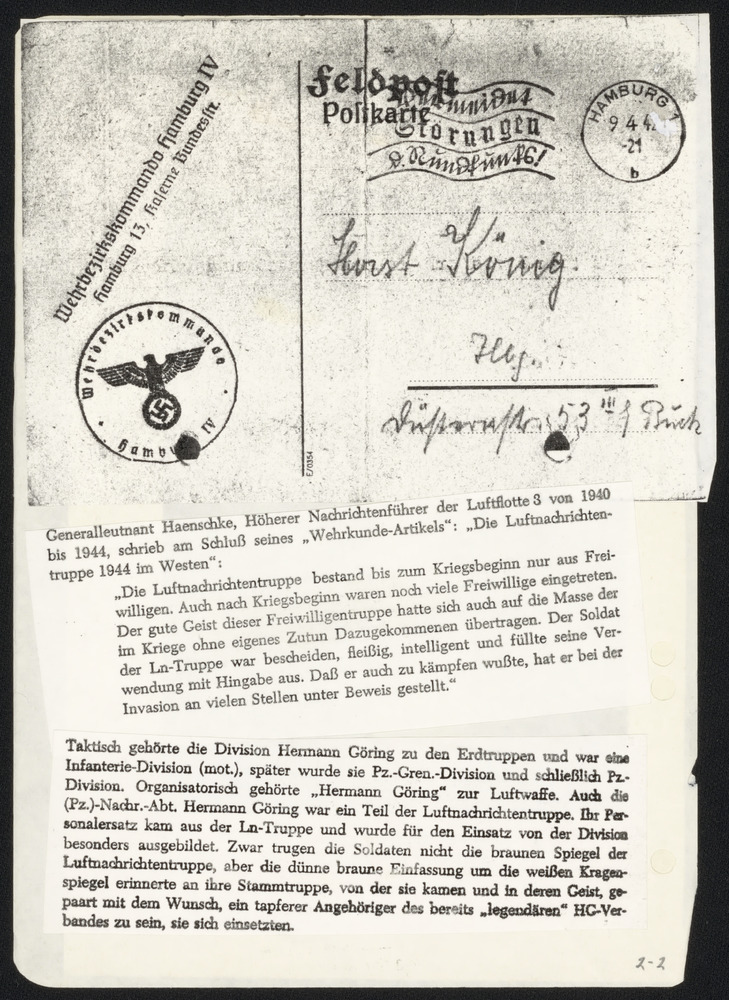 Wehrbezirkskommando Hamburg IV
Hamburg 13, Kaserne Bundesstr.
Wehrbezirkskommando
Hamb IV
Feldpost
Postkarte
Vermeidet
Störungen
d. Rundfunks!
HAMBURG 1
9 4 42
-21
b
Horst König.
Hbg.
Düsternstr. 53 III
E/0354
Generalleutnant Haenschke, Höherer Nachrichtenführer der Luftflotte 3 von 1940
bis 1944, schrieb am Schluß seines „Wehrkunde-Artikels“: „Die Luftnachrichten-
truppe 1944 im Westen“:
„Die Luftnachrichtentruppe bestand bis zum Kriegsbeginn nur aus Frei-
willigen. Auch nach Kriegsbeginn waren noch viele Freiwillige eingetreten.
Der gute Geist dieser Freiwilligentruppe hatte sich auch auf die Masse der
im Kriege ohne eigenes Zutun Dazugekommenen übertragen. Der Soldat
der Ln-Truppe war bescheiden, fleißig, intelligent und füllte seine Ver-
wendung mit Hingabe aus. Daß er auch zu kämpfen wußte, hat er bei der
Invasion an vielen Stellen unter Beweis gestellt.“
Taktisch gehörte die Division Hermann Göring zu den Erdtruppen und war eine
Infanterie-Division (mot.), später wurde sie Pz.-Gren.-Division und schließlich Pz.-
Division. Organisatorisch gehörte „Hermann Göring“ zur Luftwaffe. Auch die
(Pz.)-Nachr.-Abt. Hermann Göring war ein Teil der Luftnachrichtentruppe. Ihr Per-
sonalersatz kam aus der Ln-Truppe und wurde für den Einsatz von der Division
besonders ausgebildet. Zwar trugen die Soldaten nicht die braunen Spiegel der
Luftnachrichtentruppe, aber die dünne braune Einfassung um die weißen Kragen-
spiegel erinnerte an ihre Stammtruppe, von der sie kamen und in deren Geist, ge-
paart mit dem Wunsch, ein tapferer Angehöriger des bereits „legendären“ HG-Ver-
bandes zu sein, sie sich einsetzten.
2-2